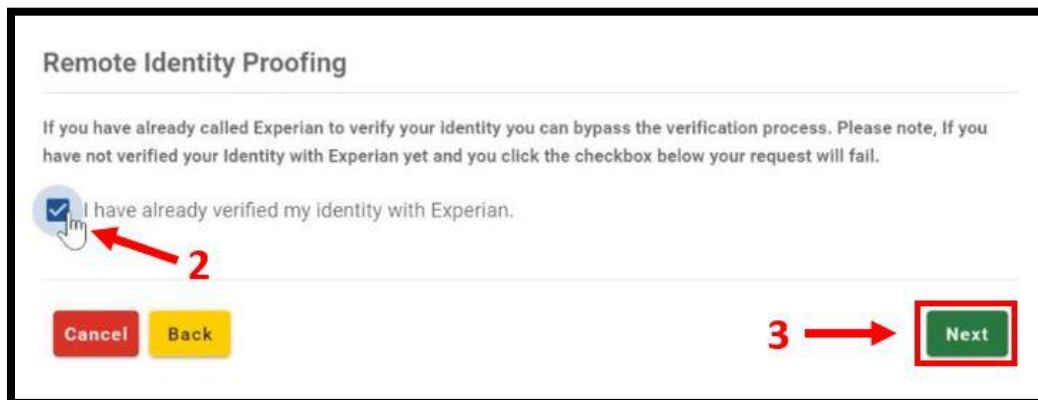 Remote Identity Proofing
If you have already called Experian to verify your identity you can bypass the verification process. Please note, If you
have not verified your Identity with Experian yet and you click the checkbox below your request will fail.
I have already verified my identity with Experian.
2
Cancel Back 3 Next